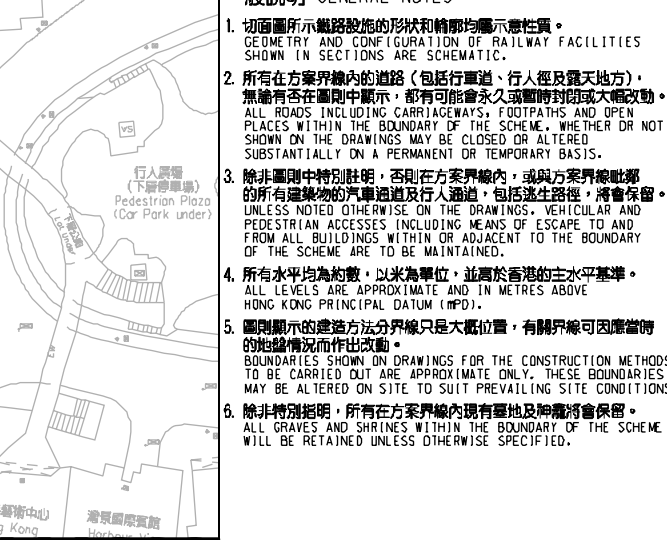 般説明 GENERAL NOTES
1. 切面圖所示鐵路設施的形狀和輪廓均屬示意性質。
GEOMETRY AND CONFIGURATION OF RAILWAY FACILITIES
SHOWN IN SECTIONS ARE SCHEMATIC.
2. 所有在方案界線內的道路（包括行車道、行人徑及露天地方），
無論有否在圖則中顯示，都有可能會永久或暫時封閉或大幅改動。
ALL ROADS INCLUDING CARRIAGEWAYS, FOOTPATHS AND OPEN
PLACES WITHIN THE BOUNDARY OF THE SCHEME. WHETHER OR NOT
SHOWN ON THE DRAWINGS MAY BE CLOSED OR ALTERED
SUBSTANTIALLY ON A PERMANENT OR TEMPORARY BASIS.
3. 除非圖則中特別註明，否則在方案界線內，或與方案界線毗鄰
的所有建築物的汽車通道及行人通道，包括逃生路徑，將會保留。
UNLESS NOTED OTHERWISE ON THE DRAWINGS. VEHICULAR AND
PEDESTRIAN ACCESSES INCLUDING MEANS OF ESCAPE TO AND
FROM ALL BUILDINGS WITHIN OR ADJACENT TO THE BOUNDARY
OF THE SCHEME ARE TO BE MAINTAINED.
4. 所有水平均為約數，以米為單位，並高於香港的主水平基準。
ALL LEVELS ARE APPROXIMATE AND IN METRES ABOVE
HONG KONG PRINCIPAL DATUM (mPD).
5. 圖則顯示的建造方法分界線只是大概位置，有關界線可因應當時
的地盤情況而作出改動。
BOUNDARIES SHOWN ON DRAWINGS FOR THE CONSTRUCTION METHODS
TO BE CARRIED OUT ARE APPROXIMATE ONLY. THESE BOUNDARIES
MAY BE ALTERED ON SITE TO SUIT PREVAILING SITE CONDITIONS
6. 除非特別指明，所有在方案界線內現有墓地及神龕將會保留。
ALL GRAVES AND SHRINES WITHIN THE BOUNDARY OF THE SCHEME
WILL BE RETAINED UNLESS OTHERWISE SPECIFIED.
VS
行人廣場
(下層停車場)
Pedestrian Plaza
(Car Park under)
藝術中心
g Kong
灣景國際賓館
Harbour Vi